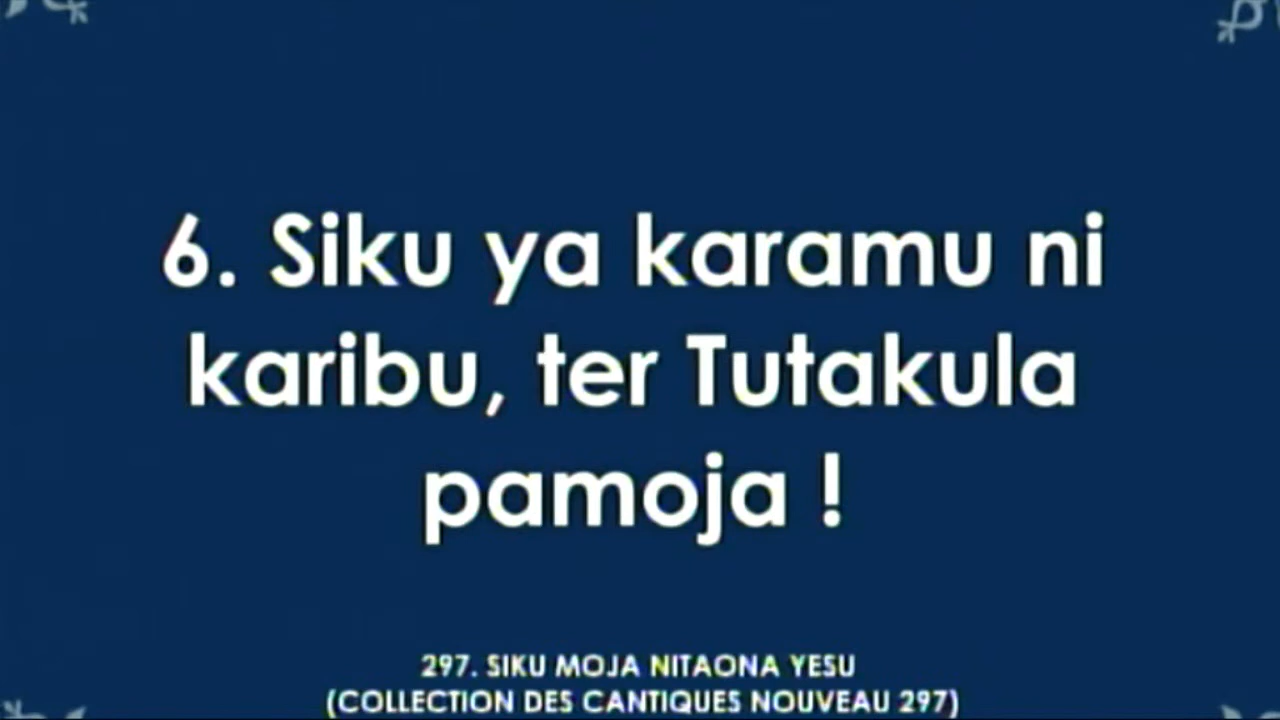 6. Siku ya karamu ni
karibu, ter Tutakula
pamoja !
297. SIKU MOJA NITAONA YESU
(COLLECTION DES CANTIQUES NOUVEAU 297)